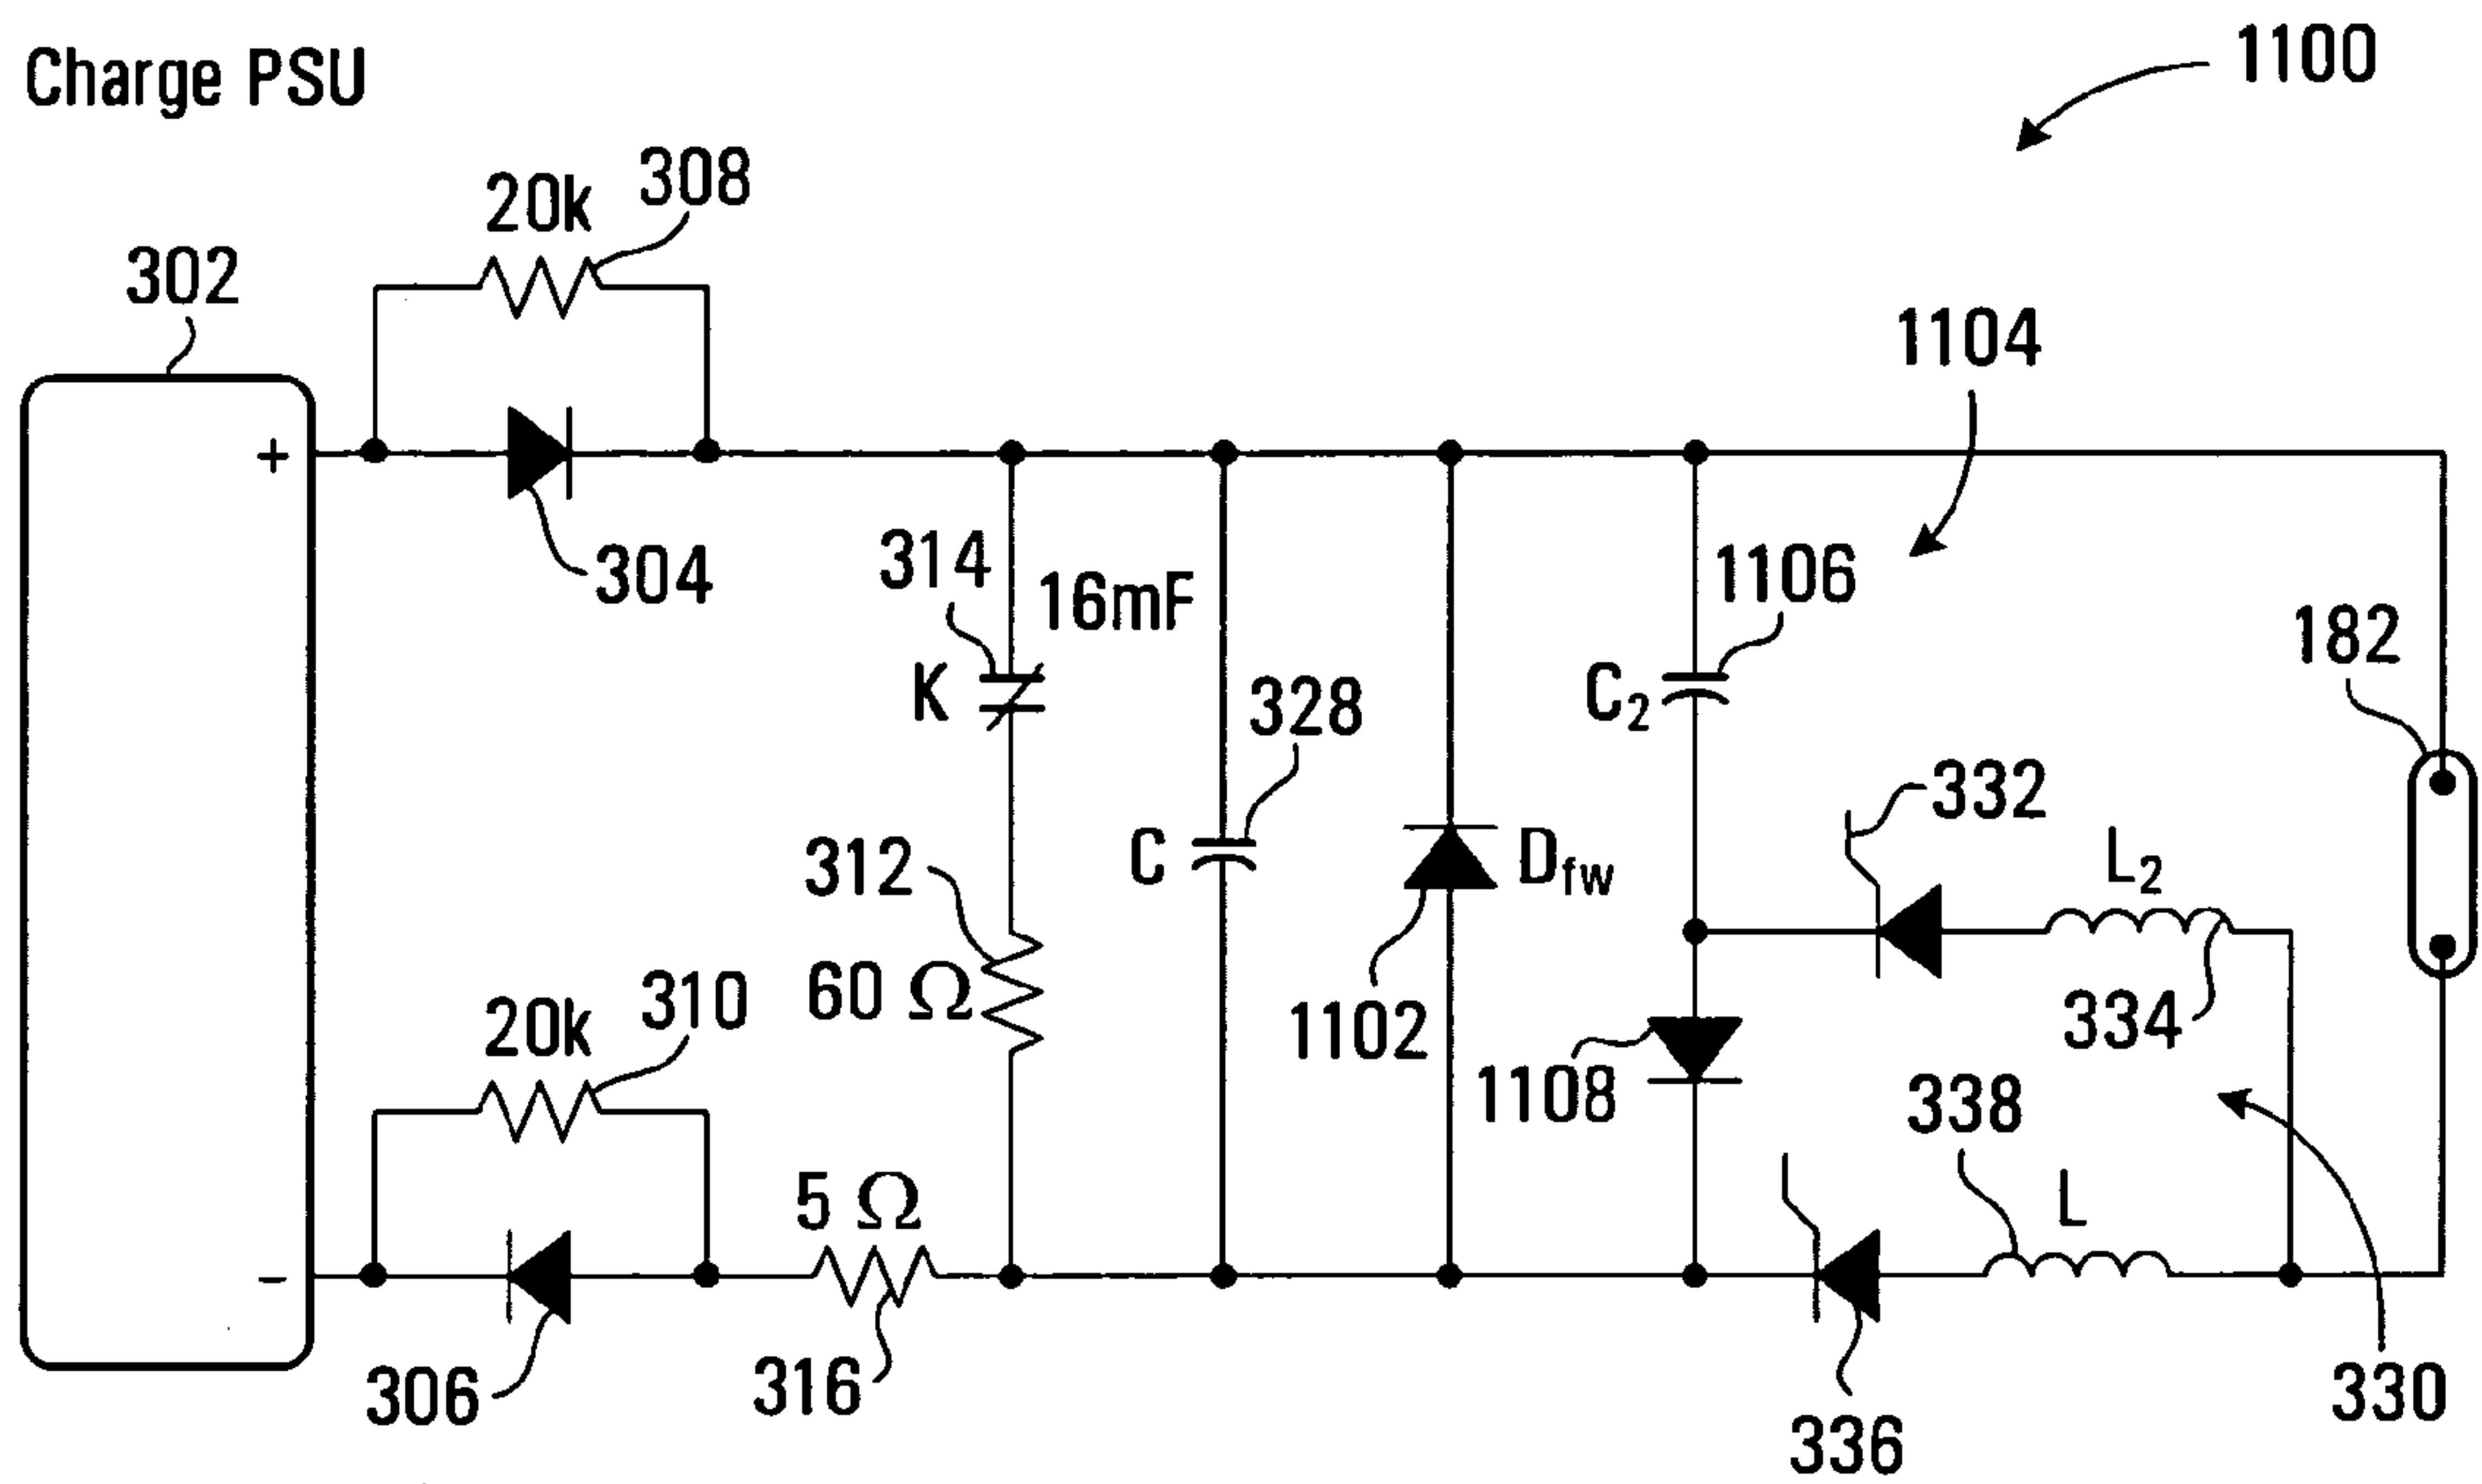 Charge PSU
1100
308
20k
302
1104
+
304
314
16mF
1106
182
K
328
C₂
332
312
C
Dfw
L₂
60 Ω
310
20k
1102
334
1108
338
5 Ω
L
−
306
316
330
336